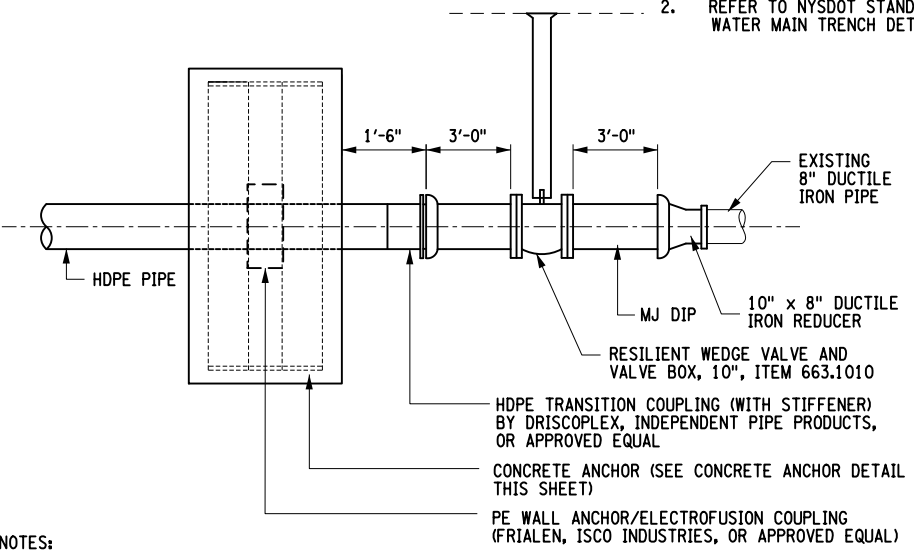 2. REFER TO NYSDOT STAND
WATER MAIN TRENCH DET
1'-6"
3'-0"
3'-0"
EXISTING
8" DUCTILE
IRON PIPE
HDPE PIPE
MJ DIP
10" x 8" DUCTILE
IRON REDUCER
RESILIENT WEDGE VALVE AND
VALVE BOX, 10", ITEM 663.1010
HDPE TRANSITION COUPLING (WITH STIFFENER)
BY DRISCOPLEX, INDEPENDENT PIPE PRODUCTS,
OR APPROVED EQUAL
CONCRETE ANCHOR (SEE CONCRETE ANCHOR DETAIL
THIS SHEET)
PE WALL ANCHOR/ELECTROFUSION COUPLING
(FRIALEN, ISCO INDUSTRIES, OR APPROVED EQUAL)
NOTES: